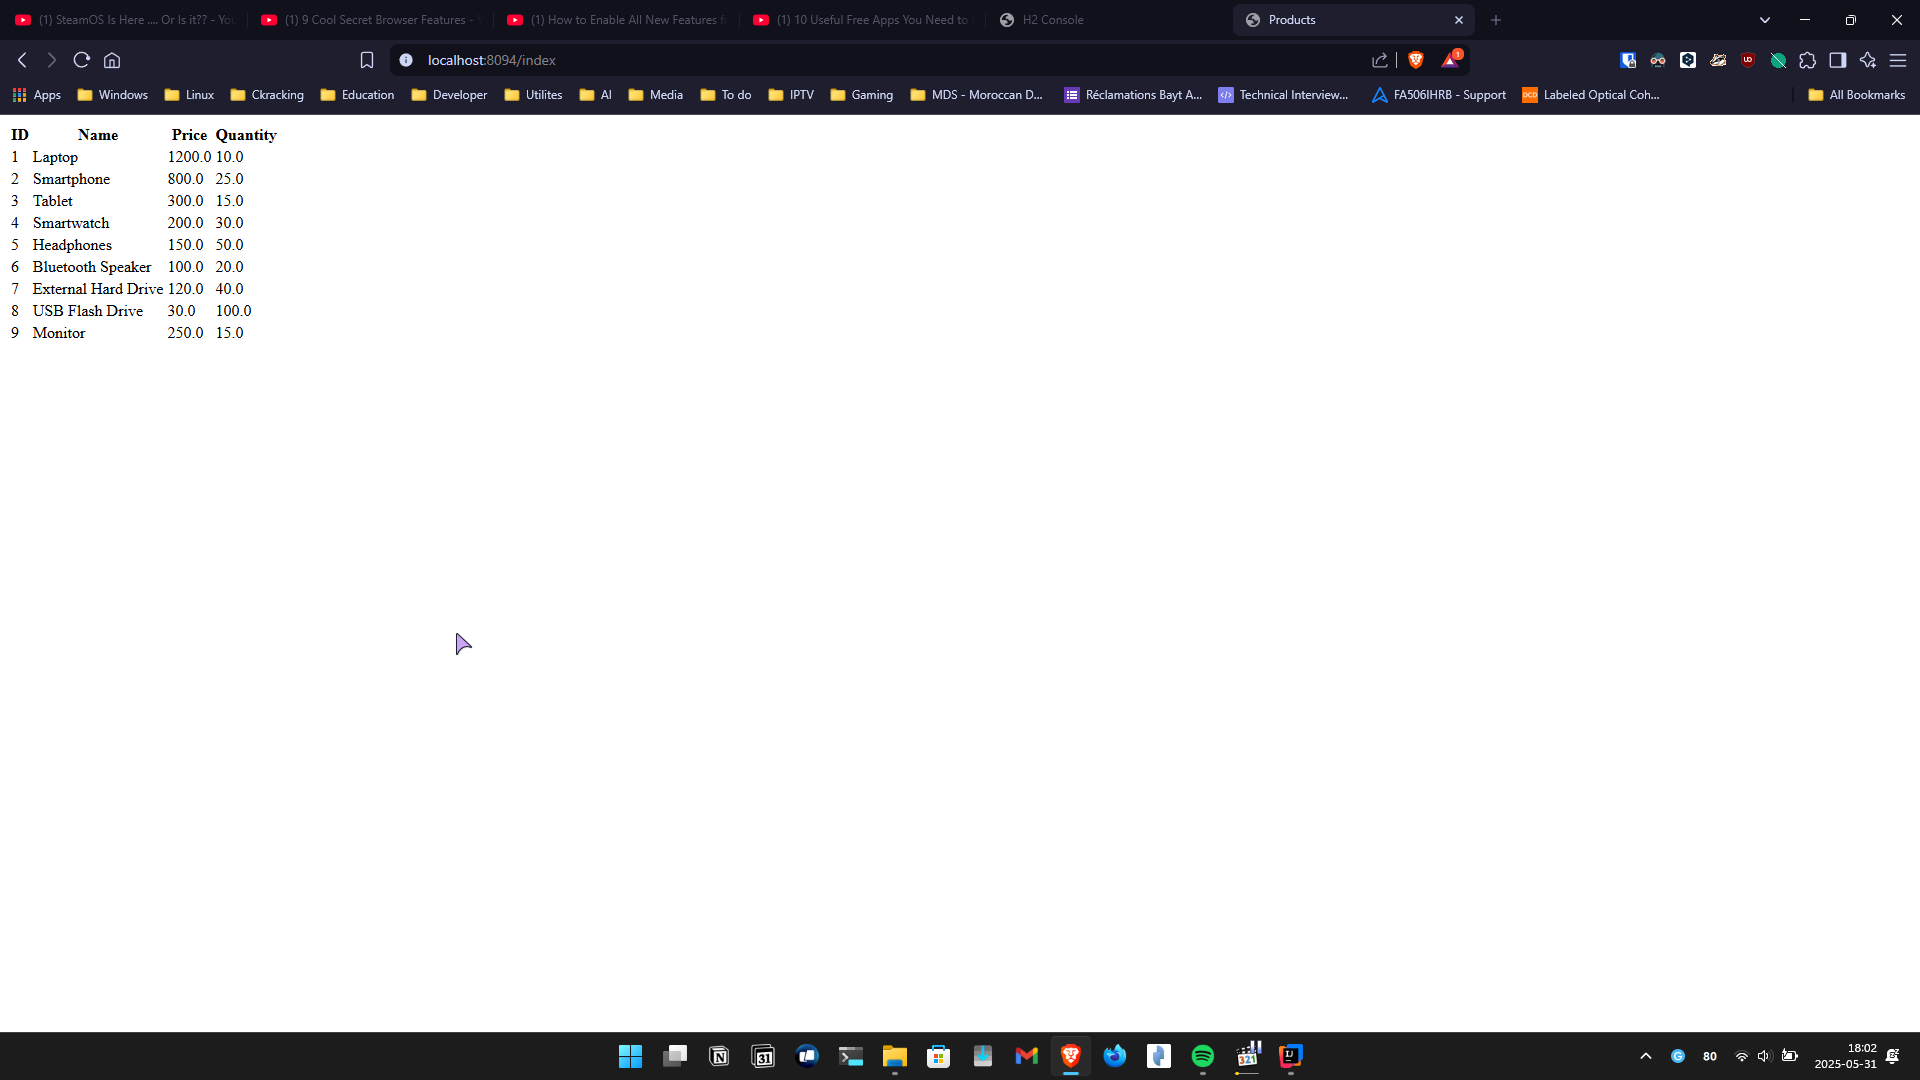 (1) SteamOS Is Here .... Or Is it?? - You
(1) 9 Cool Secret Browser Features - Y
(1) How to Enable All New Features f
(1) 10 Useful Free Apps You Need to
H2 Console
Products
localhost:8094/index
1
Apps
Windows
Linux
Ckracking
Education
Developer
Utilites
AI
Media
To do
IPTV
Gaming
MDS - Moroccan D...
Réclamations Bayt A...
Technical Interview...
FA506IHRB - Support
Labeled Optical Coh...
All Bookmarks
ID Name Price Quantity
1 Laptop 1200.0 10.0
2 Smartphone 800.0 25.0
3 Tablet 300.0 15.0
4 Smartwatch 200.0 30.0
5 Headphones 150.0 50.0
6 Bluetooth Speaker 100.0 20.0
7 External Hard Drive 120.0 40.0
8 USB Flash Drive 30.0 100.0
9 Monitor 250.0 15.0
31
321
80
18:02
2025-05-31